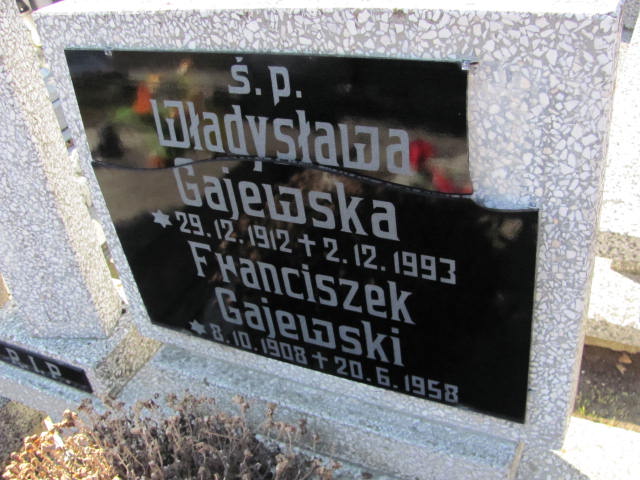 ś.p.
Władysława
Gajewska
* 29.12.1912 + 2.12.1993
Franciszek
Gajewski
* 8.10.1908 + 20.6.1958
R.I.P.